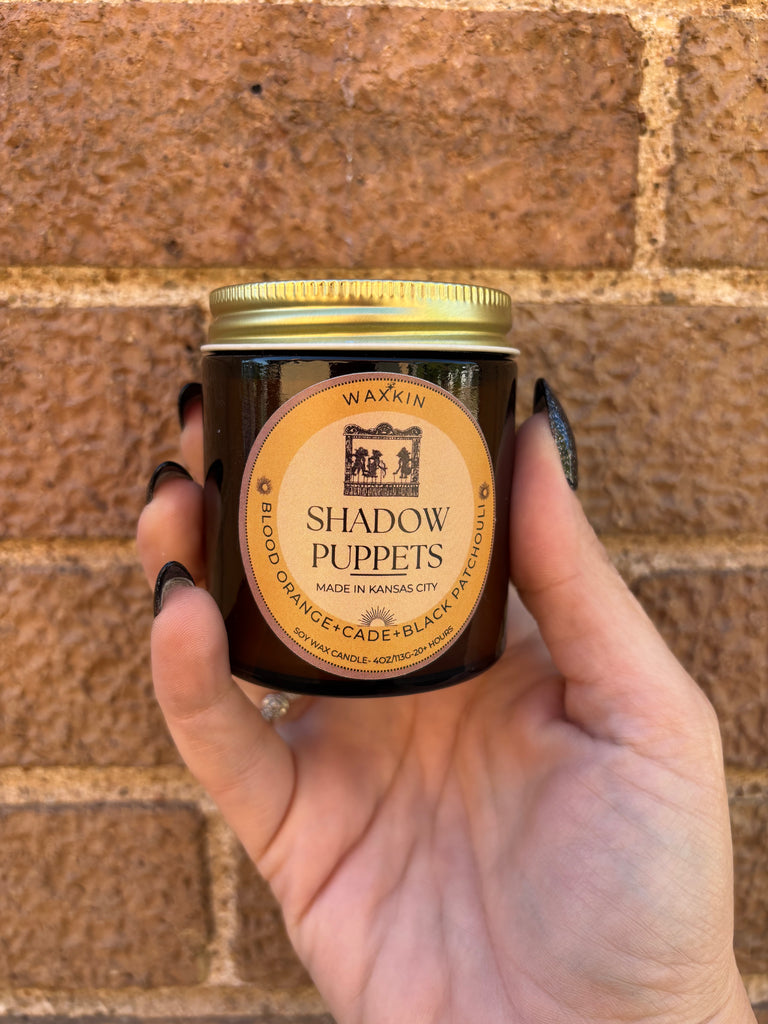 WAXKIN
SHADOW
PUPPETS
MADE IN KANSAS CITY
BLOOD ORANGE+CADE+BLACK PATCHOULI
SOY WAX CANDLE- 4OZ/113G-20+ HOURS